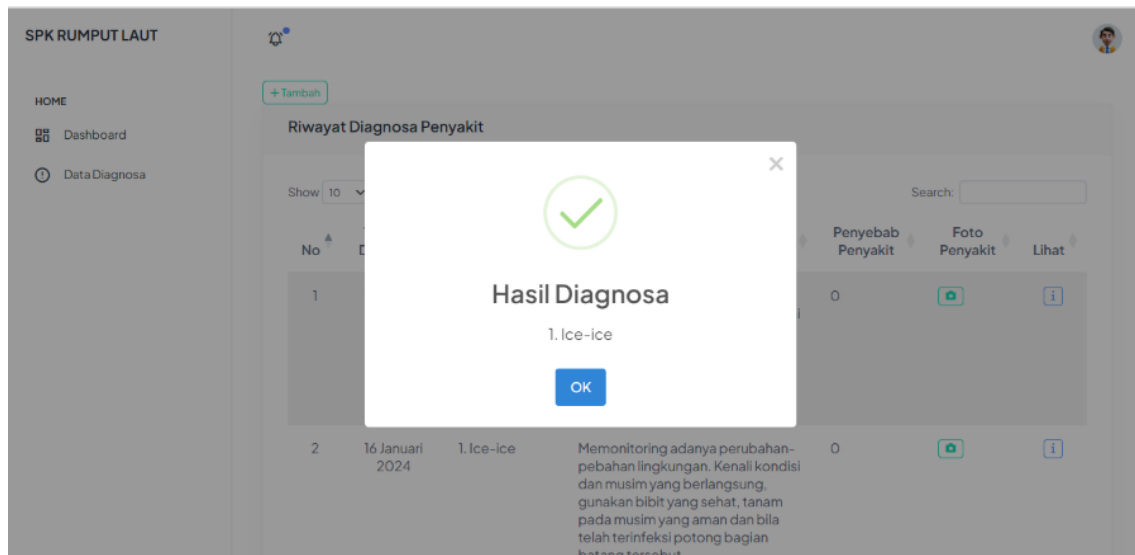 SPK RUMPUT LAUT
HOME
Dashboard
Data Diagnosa
+ Tambah
Riwayat Diagnosa Penyakit
Show 10
Search:
No
Penyebab
Penyakit
Foto
Penyakit
Lihat
1
0
Hasil Diagnosa
1. Ice-ice
OK
2
16 Januari
2024
1. Ice-ice
Memonitoring adanya perubahan-
pebahan lingkungan. Kenali kondisi
dan musim yang berlangsung,
gunakan bibit yang sehat, tanam
pada musim yang aman dan bila
telah terinfeksi potong bagian
batang tersebut
0